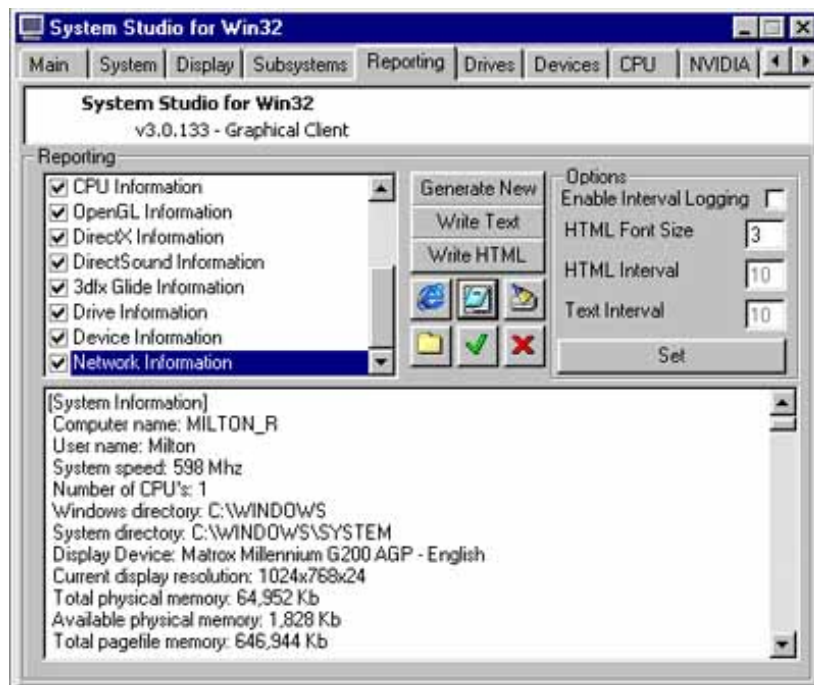 System Studio for Win32
Main System Display Subsystems Reporting Drives Devices CPU NVIDIA
System Studio for Win32
v3.0.133 - Graphical Client
Reporting
CPU Information
OpenGL Information
DirectX Information
DirectSound Information
3dfx Glide Information
Drive Information
Device Information
Network Information
Generate New
Write Text
Write HTML
Options
Enable Interval Logging
HTML Font Size 3
HTML Interval 10
Text Interval 10
Set
[System Information]
Computer name: MILTON_R
User name: Milton
System speed: 598 Mhz
Number of CPU's: 1
Windows directory: C:\WINDOWS
System directory: C:\WINDOWS\SYSTEM
Display Device: Matrox Millennium G200 AGP - English
Current display resolution: 1024x768x24
Total physical memory: 64,952 Kb
Available physical memory: 1,828 Kb
Total pagefile memory: 646,944 Kb